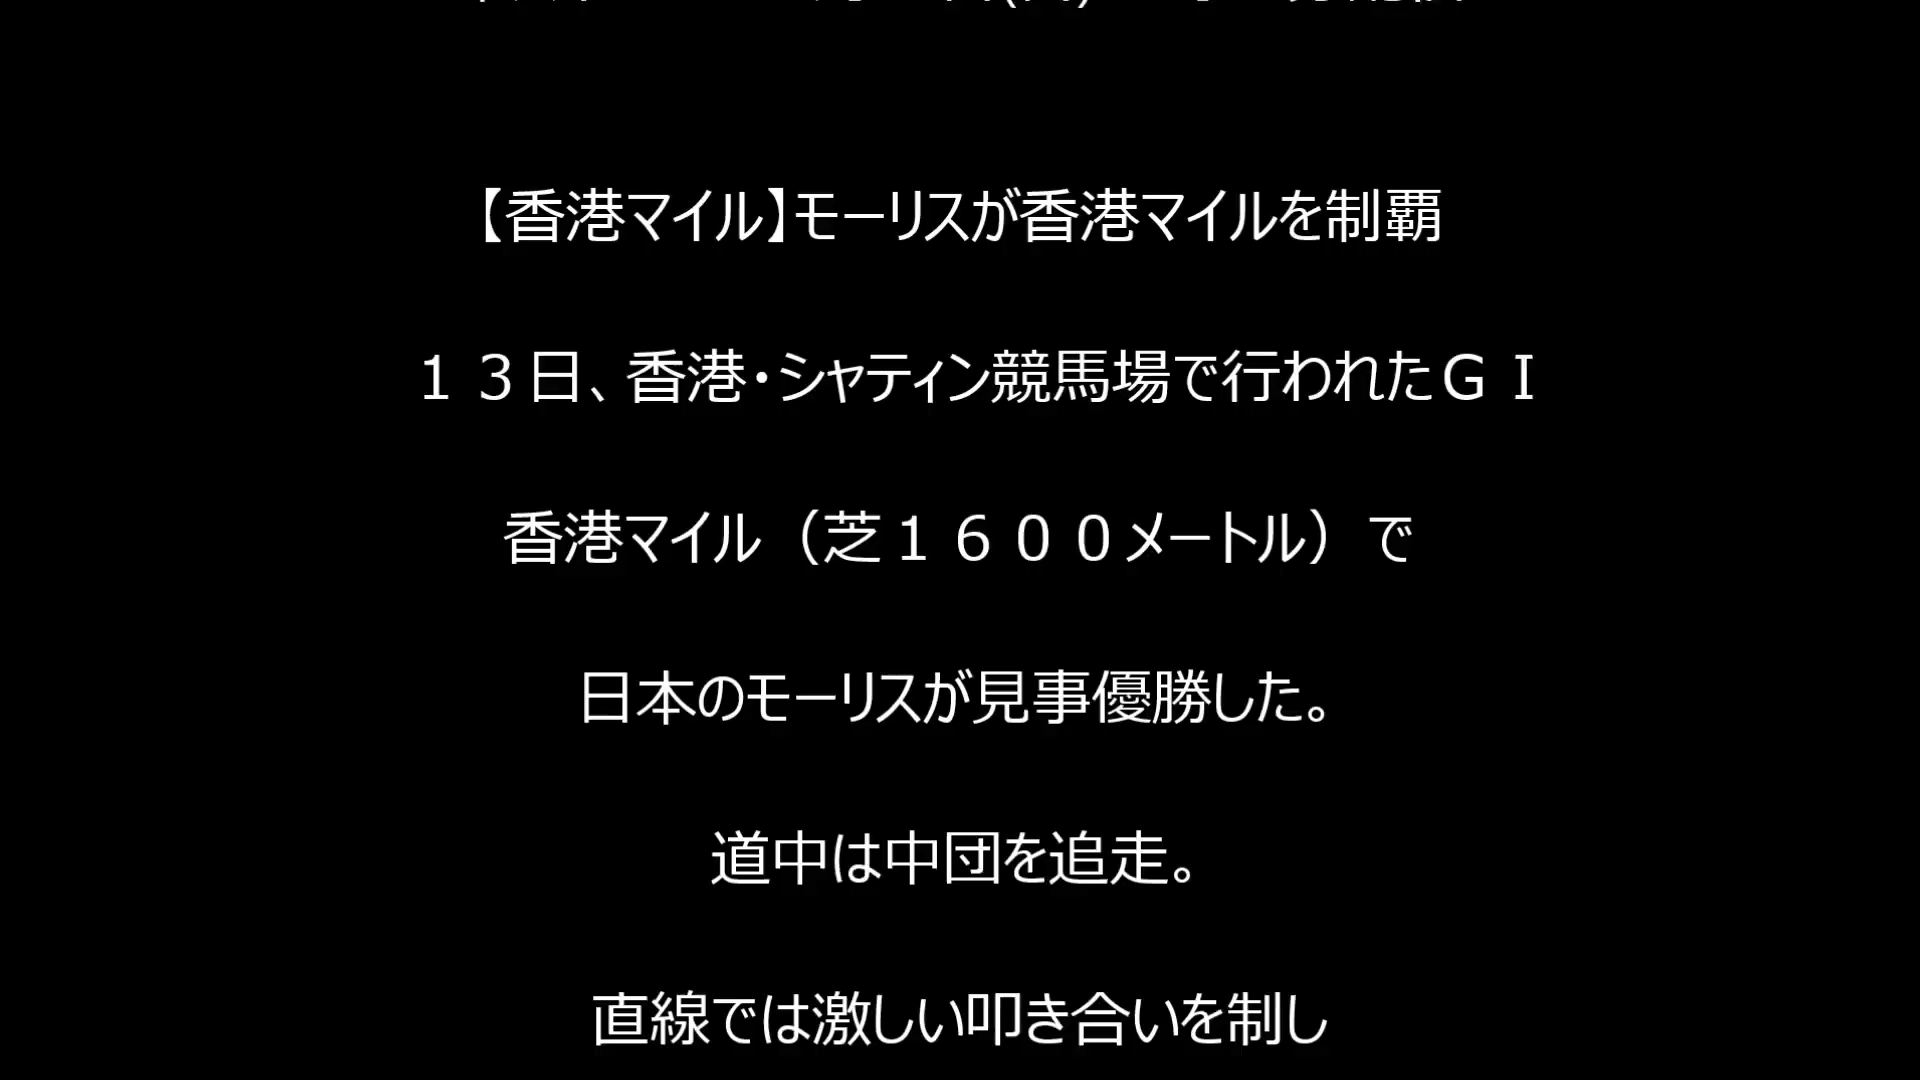 【香港マイル】モーリスが香港マイルを制覇
１３日、香港・シャティン競馬場で行われたＧＩ
香港マイル（芝１６００メートル）で
日本のモーリスが見事優勝した。
道中は中団を追走。
直線では激しい叩き合いを制し